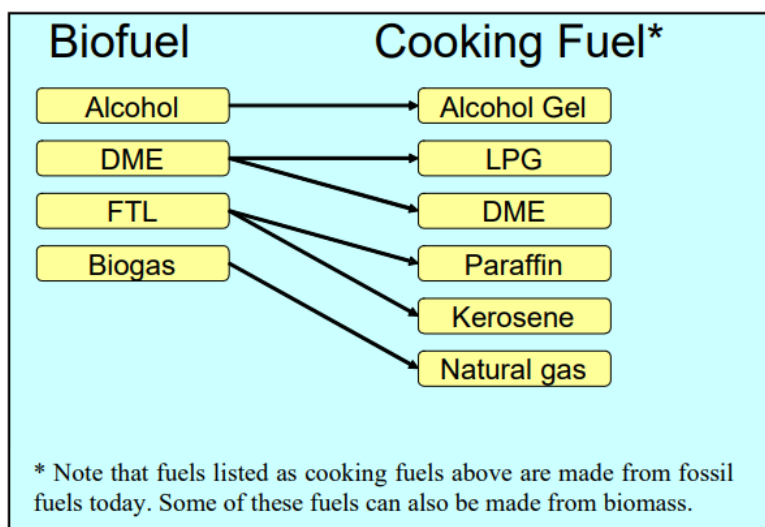 Biofuel Cooking Fuel*
Alcohol Alcohol Gel
DME LPG
FTL DME
Biogas Paraffin
Kerosene
Natural gas
* Note that fuels listed as cooking fuels above are made from fossil
fuels today. Some of these fuels can also be made from biomass.